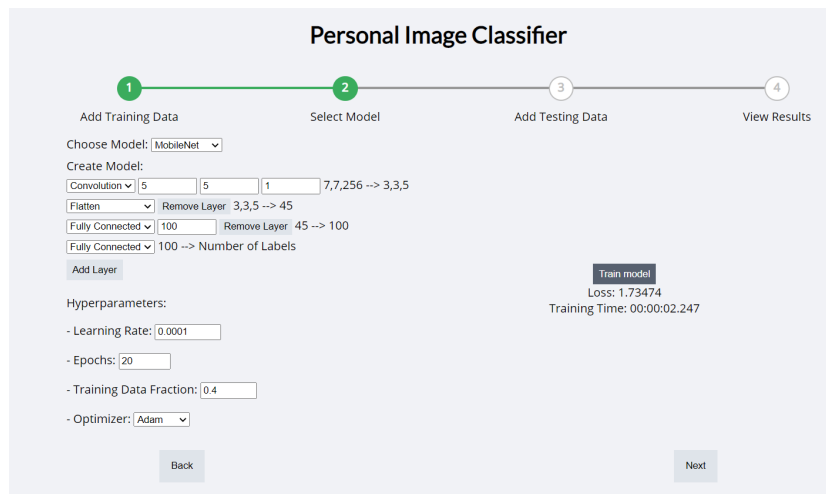 Personal Image Classifier
1 2 3 4
Add Training Data Select Model Add Testing Data View Results
Choose Model: MobileNet
Create Model:
Convolution 5 5 1 7,7,256 --> 3,3,5
Flatten Remove Layer 3,3,5 --> 45
Fully Connected 100 Remove Layer 45 --> 100
Fully Connected 100 --> Number of Labels
Add Layer
Train model
Loss: 1.73474
Training Time: 00:00:02.247
Hyperparameters:
- Learning Rate: 0.0001
- Epochs: 20
- Training Data Fraction: 0.4
- Optimizer: Adam
Back Next